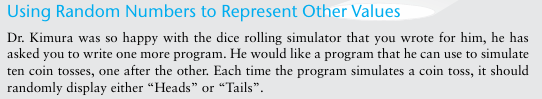 Using Random Numbers to Represent Other Values
Dr. Kimura was so happy with the dice rolling simulator that you wrote for him, he has
asked you to write one more program. He would like a program that he can use to simulate
ten coin tosses, one after the other. Each time the program simulates a coin toss, it should
randomly display either “Heads” or “Tails”.